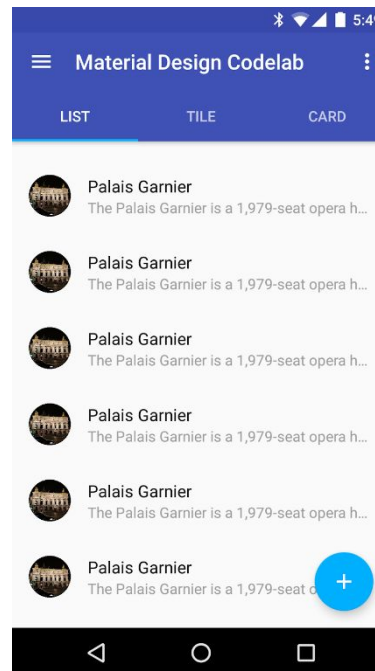 5:49
Material Design Codelab
LIST TILE CARD
Palais Garnier
The Palais Garnier is a 1,979-seat opera h...
Palais Garnier
The Palais Garnier is a 1,979-seat opera h...
Palais Garnier
The Palais Garnier is a 1,979-seat opera h...
Palais Garnier
The Palais Garnier is a 1,979-seat opera h...
Palais Garnier
The Palais Garnier is a 1,979-seat opera h...
Palais Garnier
The Palais Garnier is a 1,979-seat